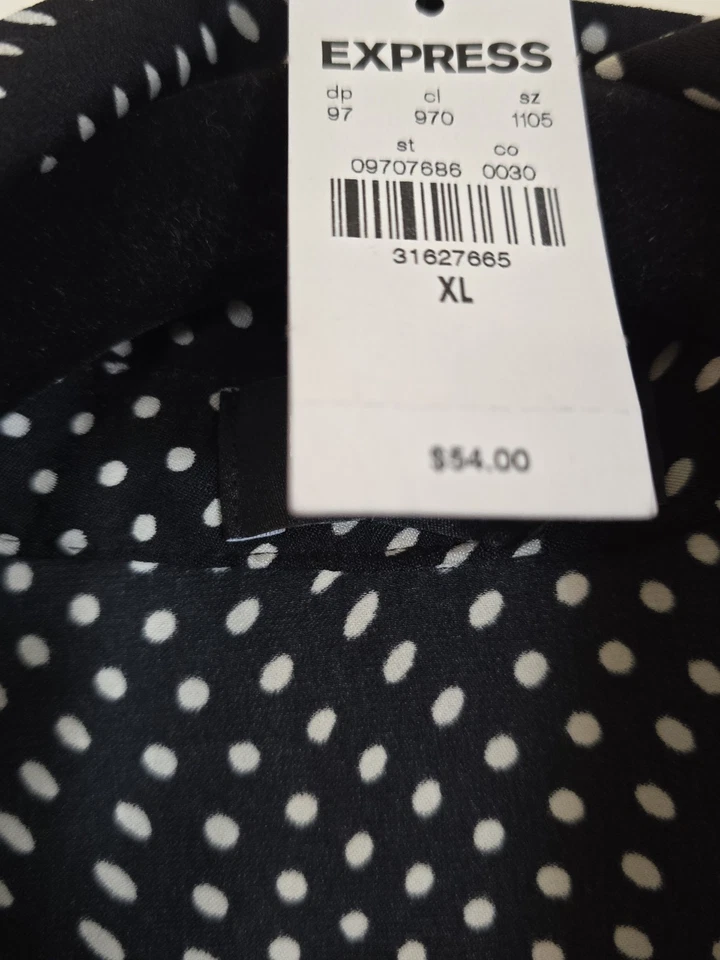 EXPRESS
dp cl sz
97 970 1105
st co
09707686 0030
31627665
XL
$54.00